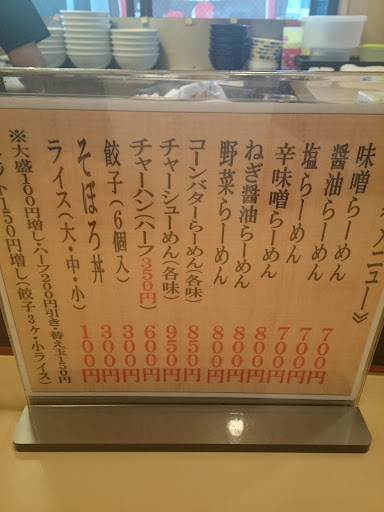 メニュー》
味噌らーめん 700円
醤油らーめん 700円
塩らーめん 700円
辛味噌らーめん 800円
ねぎ醤油らーめん 800円
野菜らーめん 800円
コーンバターらーめん(各味) 850円
チャーシューめん(各味) 950円
チャーハン(ハーフ350円) 600円
餃子(6個入) 300円
そぼろ丼 300円
ライス(大・中・小) 100円
※大盛100円増し・ハーフ200円引き・替え玉150円
ット150円増し(餃子3ヶ・小ライス)